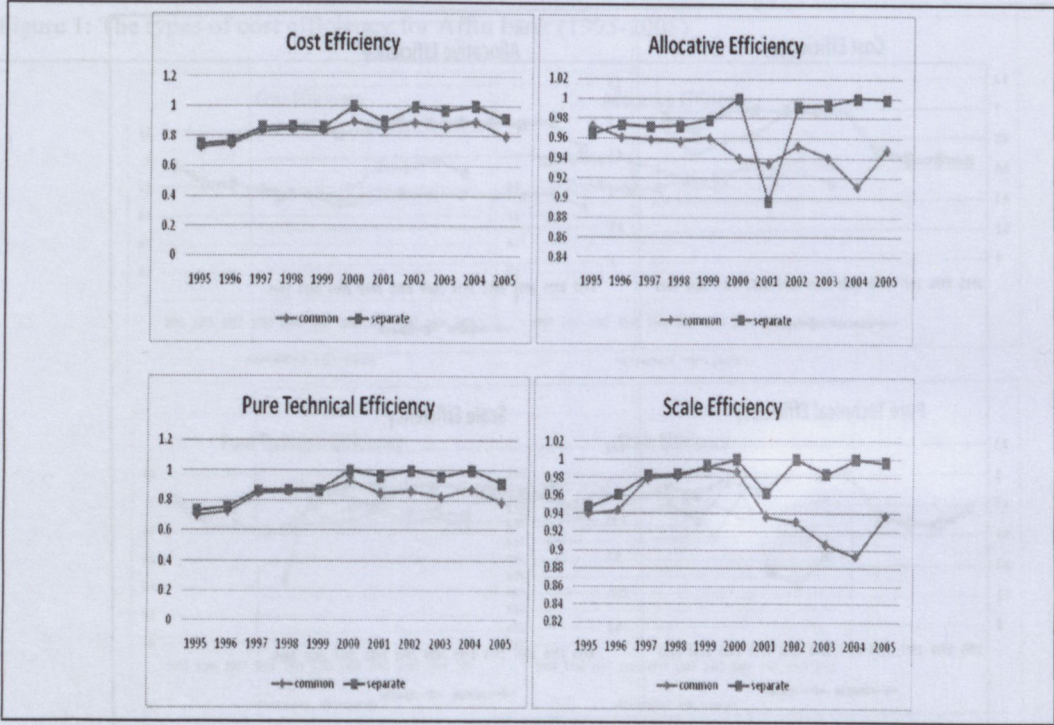 Figure 1: The types of cost efficiency for Affin bank (1995-2005)
Cost Efficiency
1.2
1
0.8
0.6
0.4
0.2
0
1995 1996 1997 1998 1999 2000 2001 2002 2003 2004 2005
common separate
Allocative Efficiency
1.02
1
0.98
0.96
0.94
0.92
0.9
0.88
0.86
0.84
1995 1996 1997 1998 1999 2000 2001 2002 2003 2004 2005
common separate
Pure Technical Efficiency
1.2
1
0.8
0.6
0.4
0.2
0
1995 1996 1997 1998 1999 2000 2001 2002 2003 2004 2005
common separate
Scale Efficiency
1.02
1
0.98
0.96
0.94
0.92
0.9
0.88
0.86
0.84
0.82
1995 1996 1997 1998 1999 2000 2001 2002 2003 2004 2005
common separate